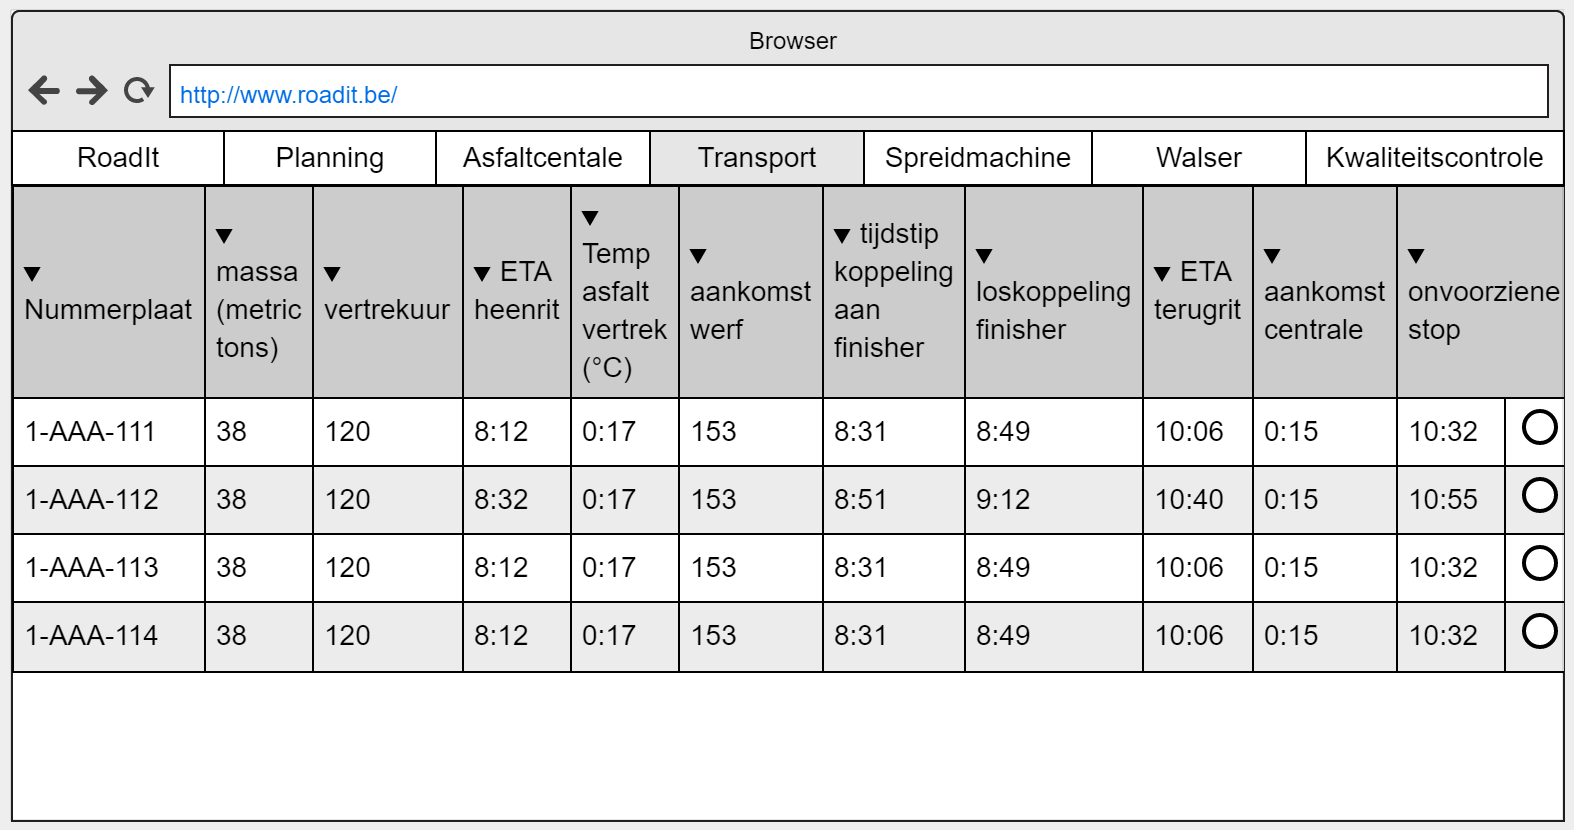 Browser
http://www.roadit.be/
RoadIt Planning Asfaltcentale Transport Spreidmachine Walser Kwaliteitscontrole
▼ Nummerplaat
▼ massa (metric tons)
▼ vertrekuur
▼ ETA heenrit
▼ Temp asfalt vertrek (°C)
▼ aankomst werf
▼ tijdstip koppeling aan finisher
▼ loskoppeling finisher
▼ ETA terugrit
▼ aankomst centrale
▼ onvoorziene stop
1-AAA-111 38 120 8:12 0:17 153 8:31 8:49 10:06 0:15 10:32
1-AAA-112 38 120 8:32 0:17 153 8:51 9:12 10:40 0:15 10:55
1-AAA-113 38 120 8:12 0:17 153 8:31 8:49 10:06 0:15 10:32
1-AAA-114 38 120 8:12 0:17 153 8:31 8:49 10:06 0:15 10:32